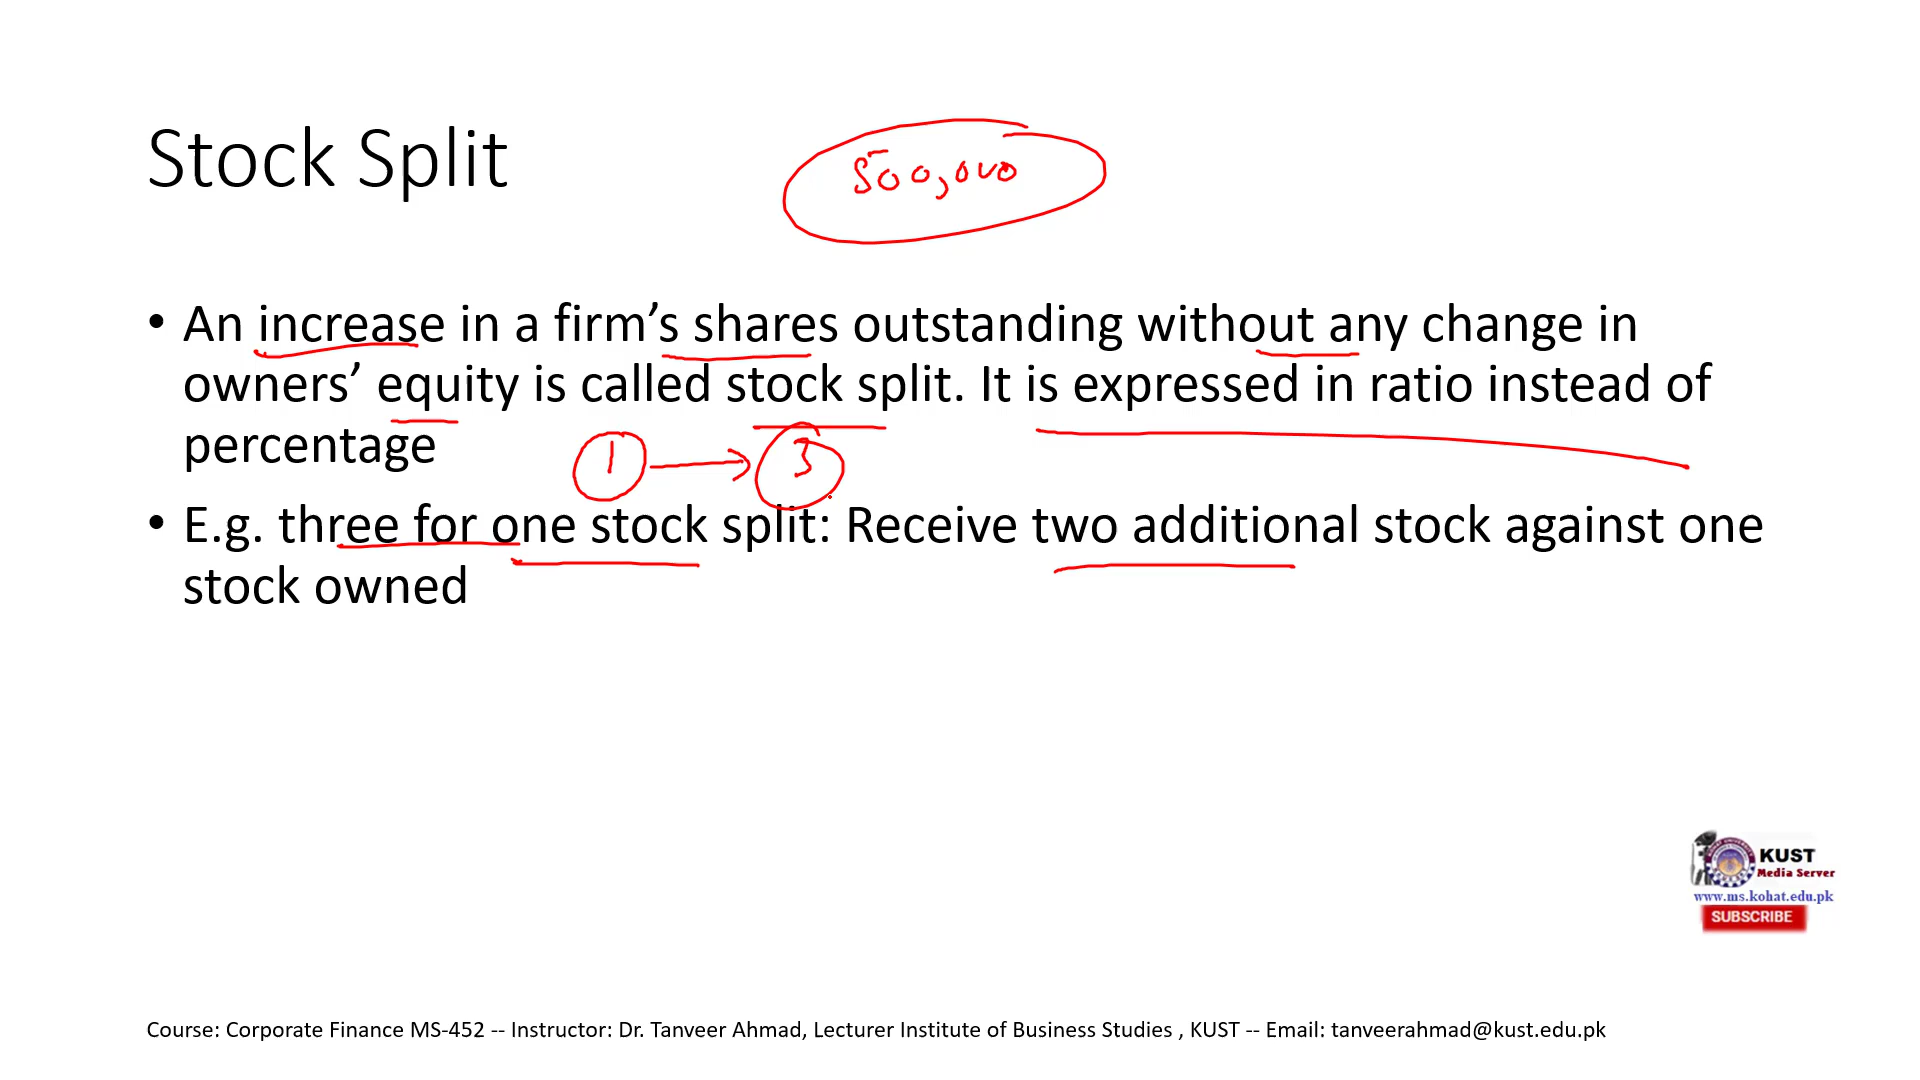 Stock Split
500,000
• An increase in a firm’s shares outstanding without any change in
owners’ equity is called stock split. It is expressed in ratio instead of
percentage
1 → 3
• E.g. three for one stock split: Receive two additional stock against one
stock owned
KUST
Media Server
www.ms.kohat.edu.pk
SUBSCRIBE
Course: Corporate Finance MS-452 -- Instructor: Dr. Tanveer Ahmad, Lecturer Institute of Business Studies , KUST -- Email: tanveerahmad@kust.edu.pk